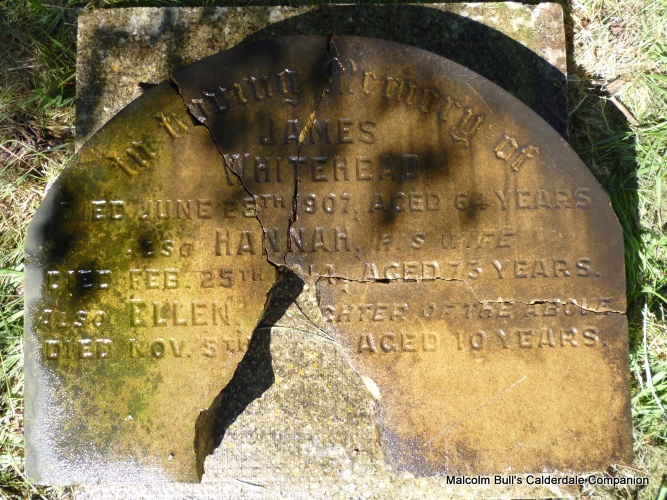 In Loving Memory of
JAMES
WHITEHEAD
DIED JUNE 28TH 1907, AGED 64 YEARS
ALSO HANNAH, HIS WIFE
DIED FEB. 25TH AGED 73 YEARS.
ALSO ELLEN, GHTER OF THE ABOVE
DIED NOV. 5TH AGED 10 YEARS.
Malcolm Bull's Calderdale Companion